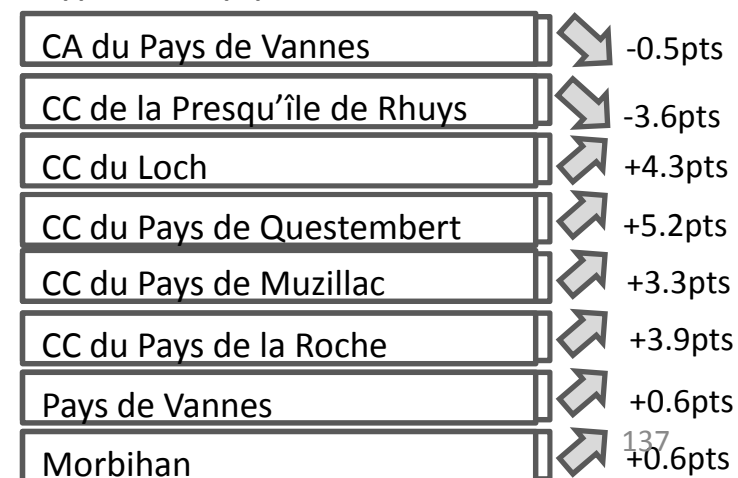 CA du Pays de Vannes -0.5pts
CC de la Presqu’île de Rhuys -3.6pts
CC du Loch +4.3pts
CC du Pays de Questembert +5.2pts
CC du Pays de Muzillac +3.3pts
CC du Pays de la Roche +3.9pts
Pays de Vannes +0.6pts
137
Morbihan +0.6pts